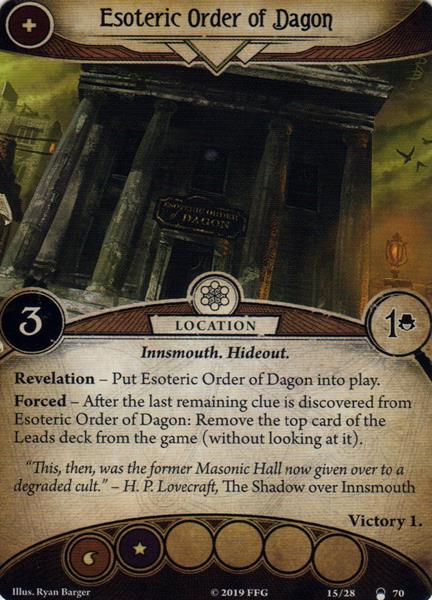 Esoteric Order of Dagon
ESOTERIC ORDER
of DAGON
3
LOCATION
1
Innsmouth. Hideout.
Revelation – Put Esoteric Order of Dagon into play.
Forced – After the last remaining clue is discovered from
Esoteric Order of Dagon: Remove the top card of the
Leads deck from the game (without looking at it).
“This, then, was the former Masonic Hall now given over to a
degraded cult.” – H. P. Lovecraft, The Shadow over Innsmouth
Victory 1.
Illus. Ryan Barger
© 2019 FFG
15/28
70